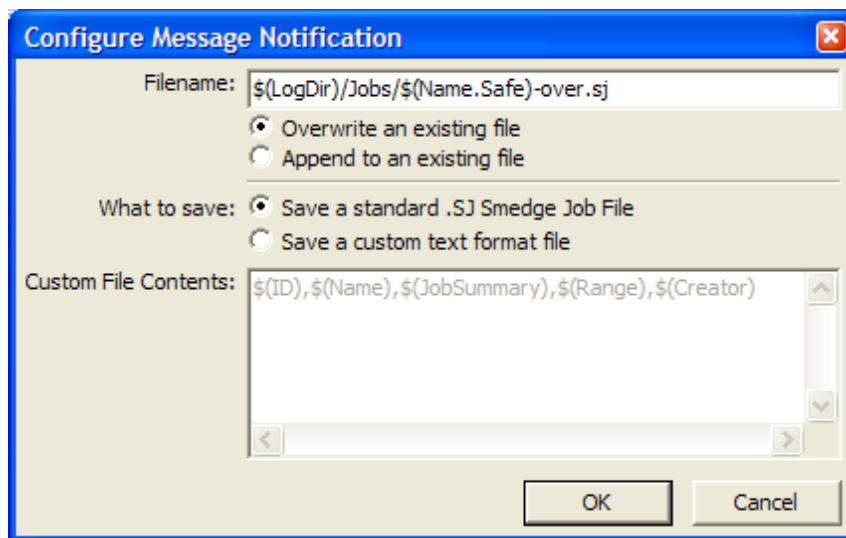 Configure Message Notification
Filename: $(LogDir)/Jobs/$(Name.Safe)-over.sj
Overwrite an existing file
Append to an existing file
What to save: Save a standard .SJ Smedge Job File
Save a custom text format file
Custom File Contents: $(ID),$(Name),$(JobSummary),$(Range),$(Creator)
OK Cancel